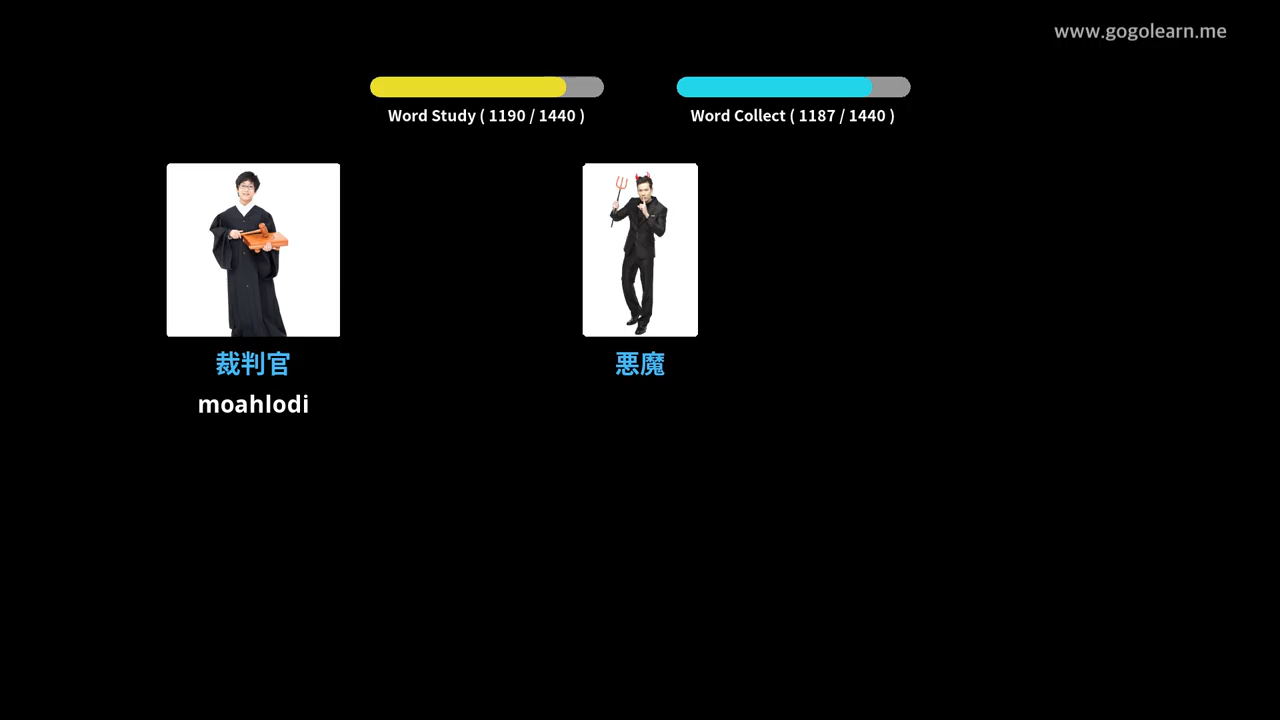 www.gogolearn.me
Word Study ( 1190 / 1440 )
Word Collect ( 1187 / 1440 )
裁判官
悪魔
moahlodi